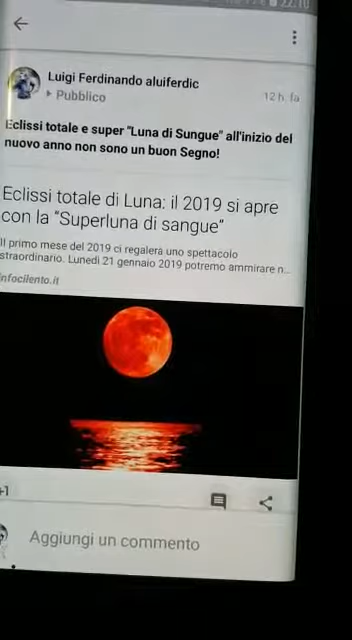 22:10
Luigi Ferdinando aluiferdic
Pubblico
12 h. fa
Eclissi totale e super "Luna di Sungue" all'inizio del
nuovo anno non sono un buon Segno!
Eclissi totale di Luna: il 2019 si apre
con la “Superluna di sangue”
Il primo mese del 2019 ci regalerà uno spettacolo
straordinario. Lunedì 21 gennaio 2019 potremo ammirare n...
infocilento.it
+1
Aggiungi un commento